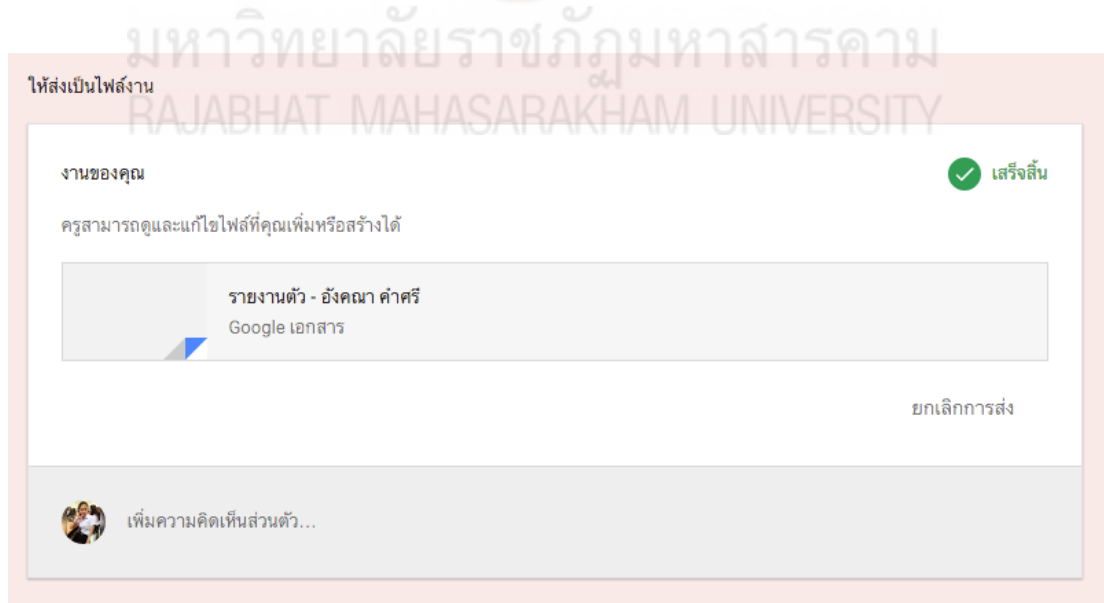 มหาวิทยาลัยราชภัฏมหาสารคาม
ให้ส่งเป็นไฟล์งาน
RAJABHAT MAHASARAKHAM UNIVERSITY
งานของคุณ
เสร็จสิ้น
ครูสามารถดูและแก้ไขไฟล์ที่คุณเพิ่มหรือสร้างได้
รายงานตัว - อังคณา คำศรี
Google เอกสาร
ยกเลิกการส่ง
เพิ่มความคิดเห็นส่วนตัว...